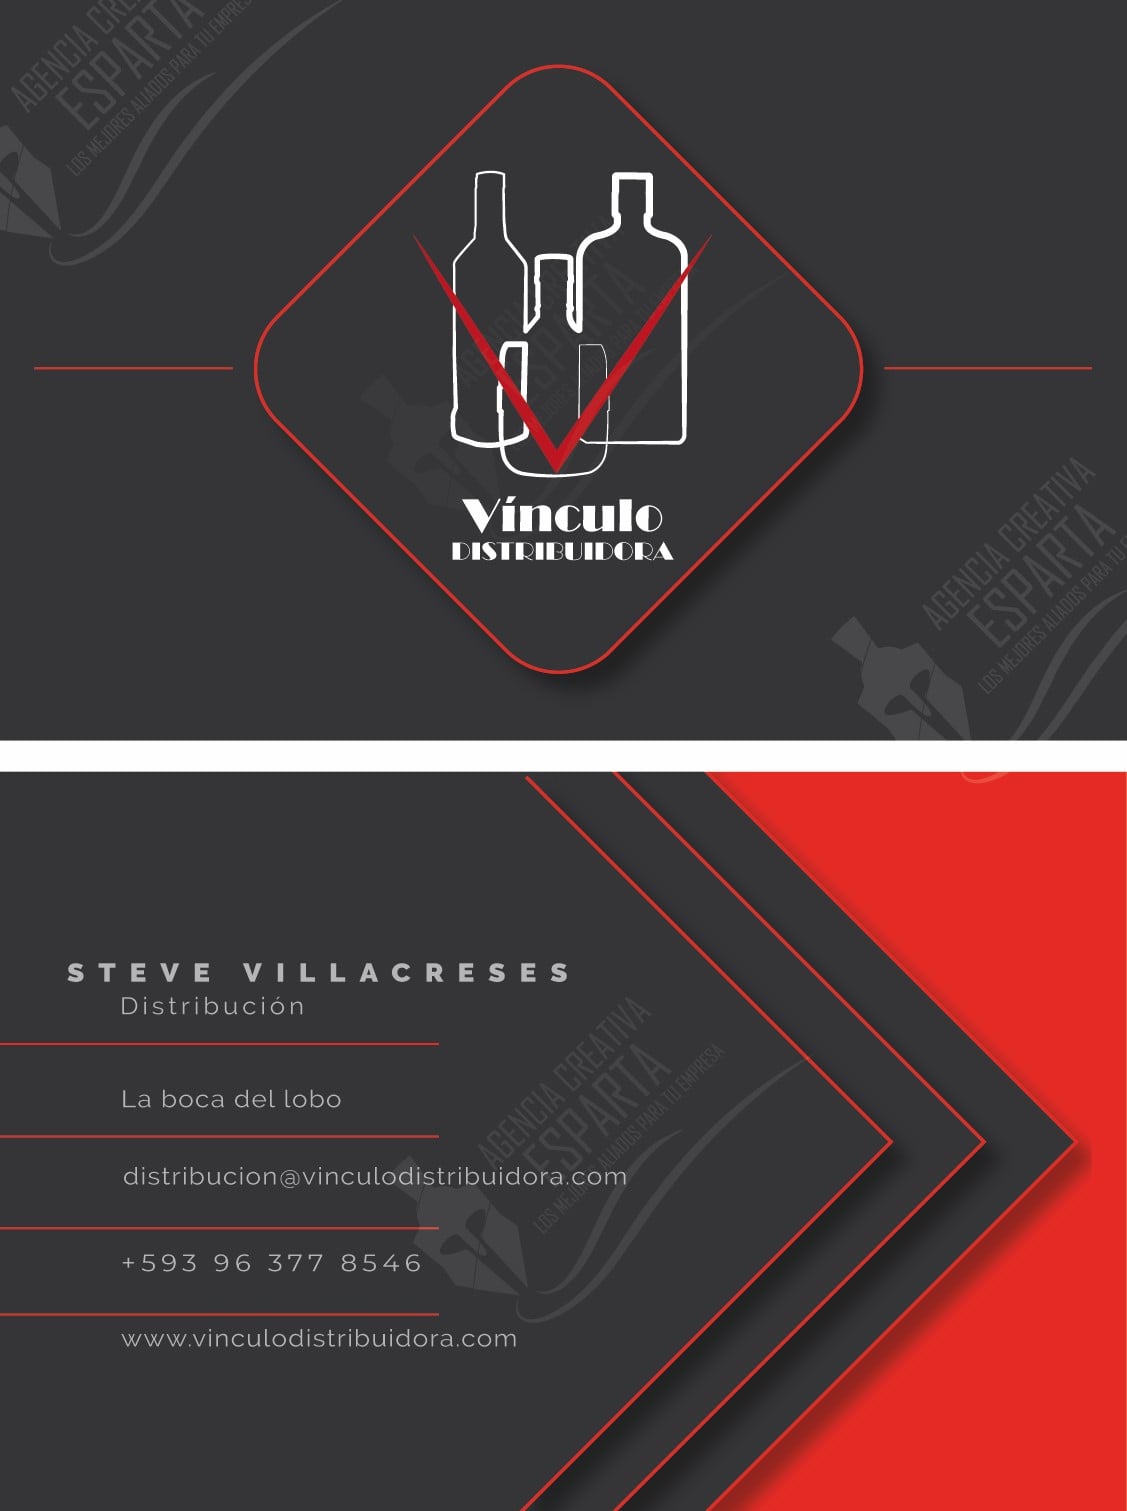 AGENCIA CREATIVA
ESPARTA
LOS MEJORES ALIADOS PARA TU EMPRESA
Vínculo
DISTRIBUIDORA
AGENCIA CREATIVA
ESPARTA
LOS MEJORES ALIADOS PARA TU
STEVE VILLACRESES
Distribución
La boca del lobo
distribucion@vinculodistribuidora.com
+593 96 377 8546
www.vinculodistribuidora.com
AGENCIA CREATIVA
ESPARTA
LOS MEJORES ALIADOS PARA TU EMPRESA